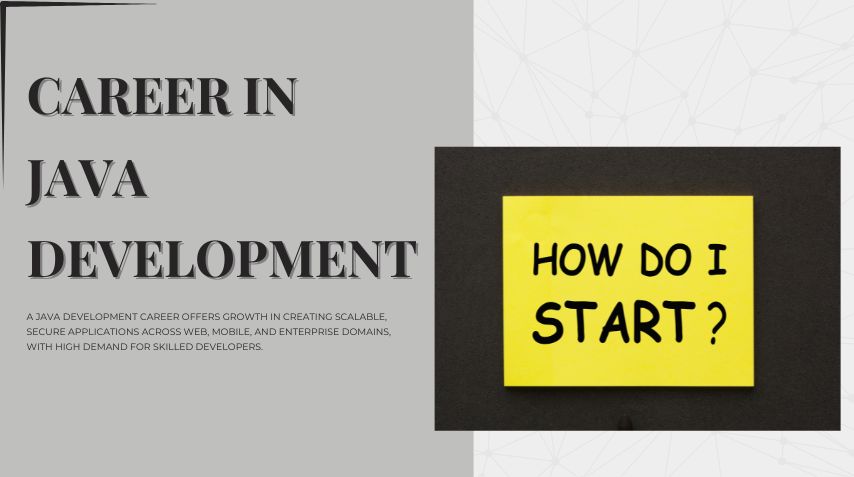 CAREER IN
JAVA
DEVELOPMENT
A JAVA DEVELOPMENT CAREER OFFERS GROWTH IN CREATING SCALABLE,
SECURE APPLICATIONS ACROSS WEB, MOBILE, AND ENTERPRISE DOMAINS,
WITH HIGH DEMAND FOR SKILLED DEVELOPERS.
HOW DO I
START?